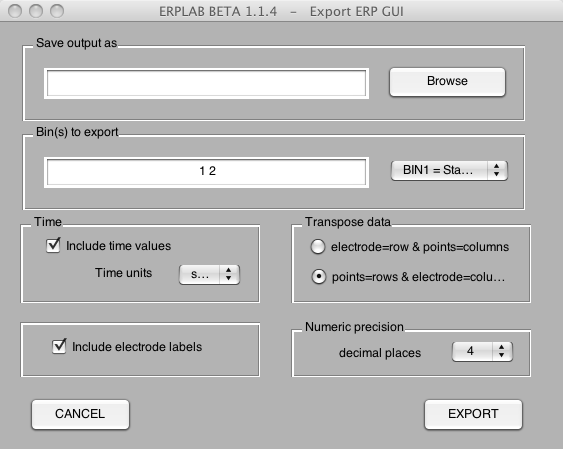 ERPLAB BETA 1.1.4 - Export ERP GUI
Save output as
Browse
Bin(s) to export
1 2
BIN1 = Sta...
Time
Include time values
Time units
s...
Transpose data
electrode=row & points=columns
points=rows & electrode=colu...
Include electrode labels
Numeric precision
decimal places
4
CANCEL
EXPORT